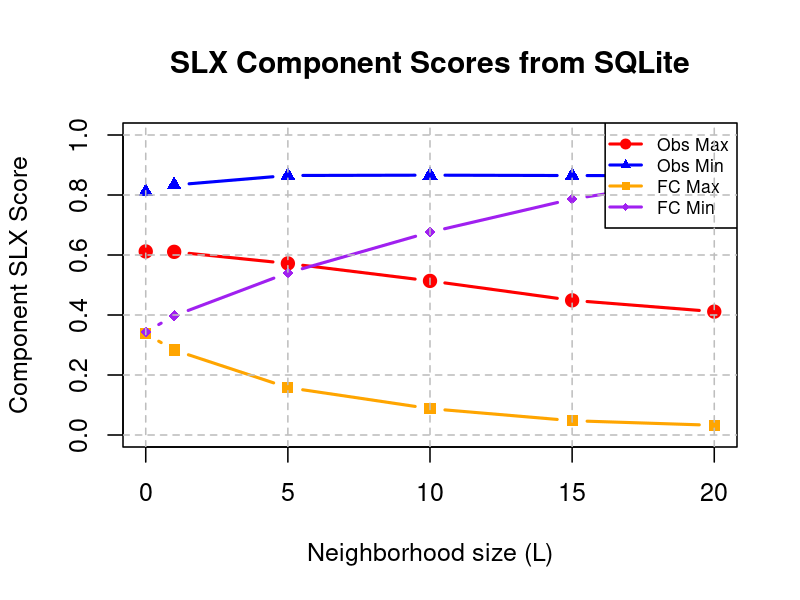 SLX Component Scores from SQLite
Component SLX Score
1.0
0.8
0.6
0.4
0.2
0.0
Obs Max
Obs Min
FC Max
FC Min
0 5 10 15 20
Neighborhood size (L)